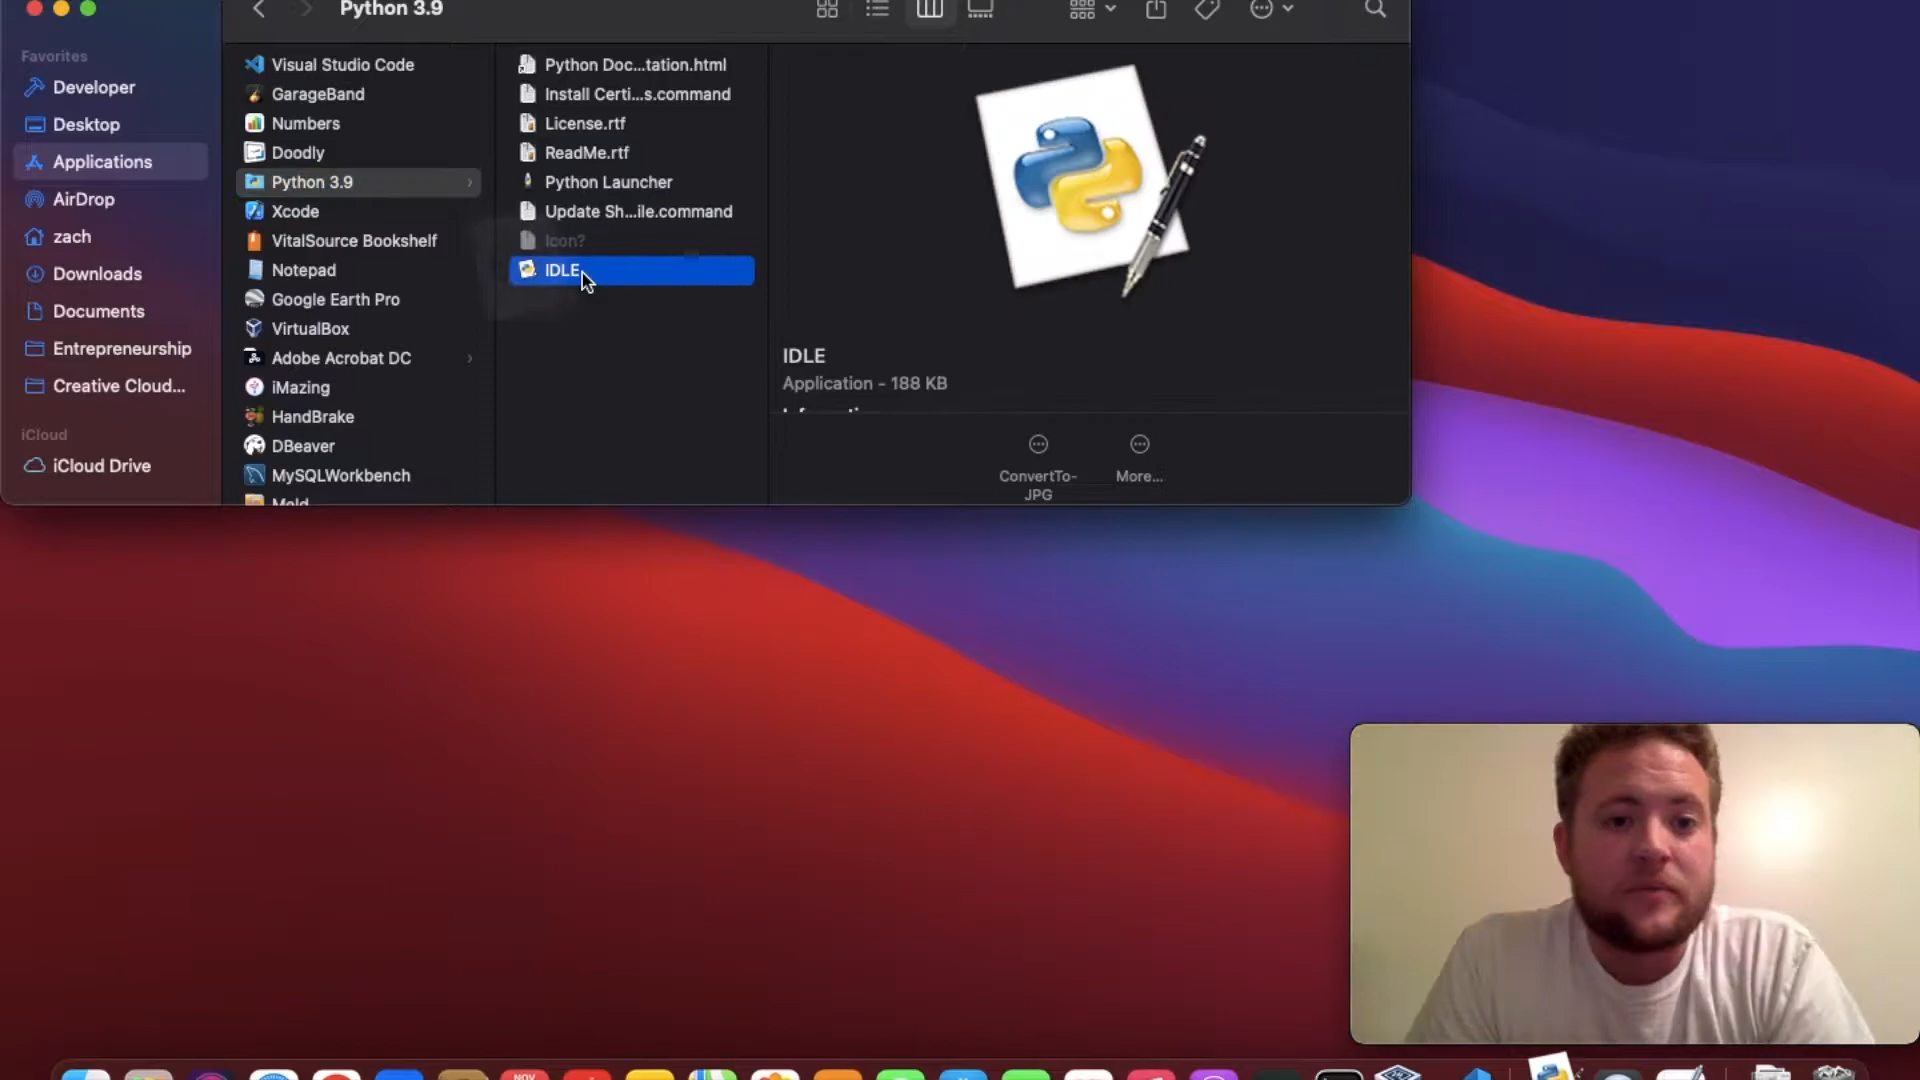 Python 3.9
Favorites
Developer
Desktop
Applications
AirDrop
zach
Downloads
Documents
Entrepreneurship
Creative Cloud...
iCloud
iCloud Drive
Visual Studio Code
GarageBand
Numbers
Doodly
Python 3.9
Xcode
VitalSource Bookshelf
Notepad
Google Earth Pro
VirtualBox
Adobe Acrobat DC
iMazing
HandBrake
DBeaver
MySQLWorkbench
Python Doc...tation.html
Install Certi...s.command
License.rtf
ReadMe.rtf
Python Launcher
Update Sh...ile.command
Icon?
IDLE
IDLE
Application - 188 KB
ConvertTo-
JPG
More...
NOV